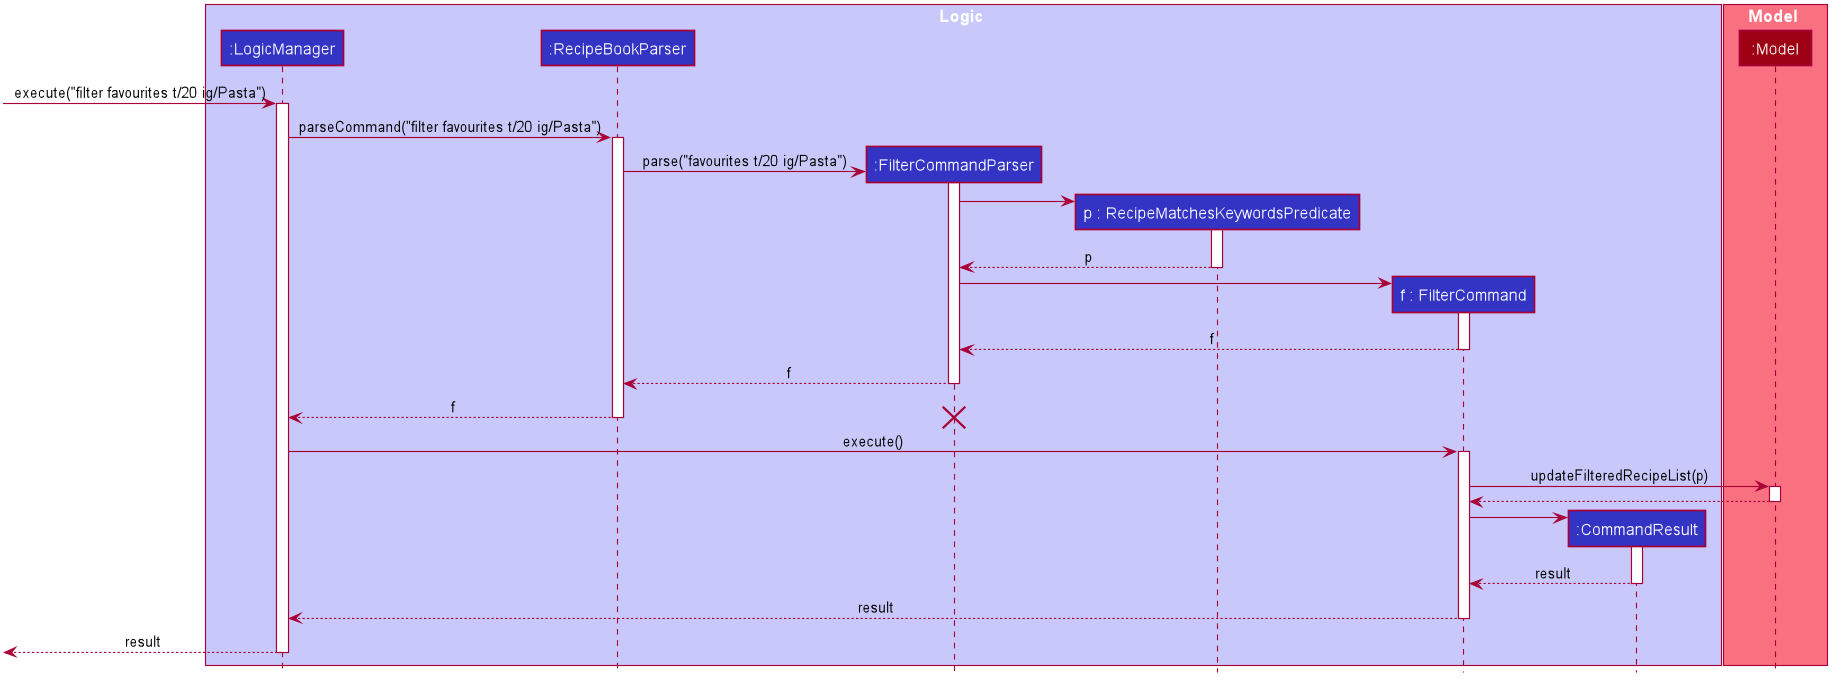 Logic
Model
:LogicManager
:RecipeBookParser
:Model
execute("filter favourites t/20 ig/Pasta")
parseCommand("filter favourites t/20 ig/Pasta")
parse("favourites t/20 ig/Pasta")
:FilterCommandParser
p : RecipeMatchesKeywordsPredicate
p
f : FilterCommand
f
f
f
execute()
updateFilteredRecipeList(p)
:CommandResult
result
result
result